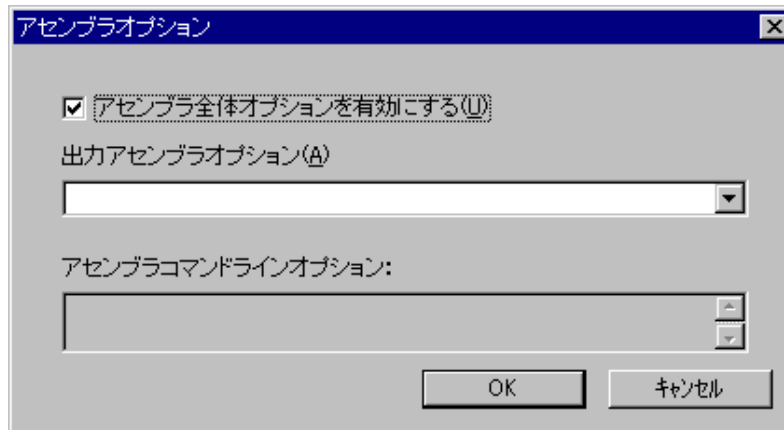 アセンブラオプション
アセンブラ全体オプションを有効にする(U)
出力アセンブラオプション(A)
アセンブラコマンドラインオプション:
OK
ｷｬﾝｾﾙ